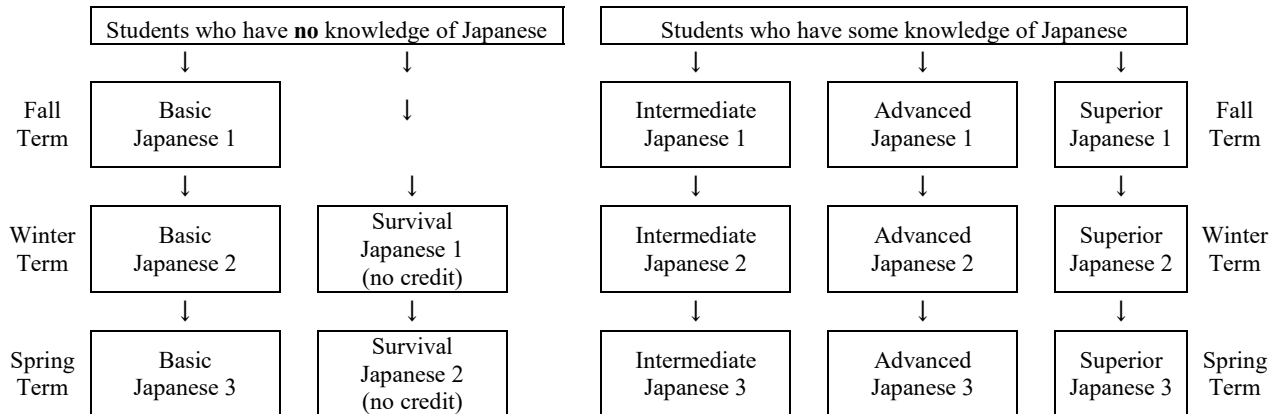 Students who have no knowledge of Japanese
Students who have some knowledge of Japanese
↓ ↓ ↓ ↓ ↓
Fall
Term
Basic
Japanese 1
↓
Intermediate
Japanese 1
Advanced
Japanese 1
Superior
Japanese 1
Fall
Term
↓ ↓ ↓ ↓ ↓
Winter
Term
Basic
Japanese 2
Survival
Japanese 1
(no credit)
Intermediate
Japanese 2
Advanced
Japanese 2
Superior
Japanese 2
Winter
Term
↓ ↓ ↓ ↓ ↓
Spring
Term
Basic
Japanese 3
Survival
Japanese 2
(no credit)
Intermediate
Japanese 3
Advanced
Japanese 3
Superior
Japanese 3
Spring
Term